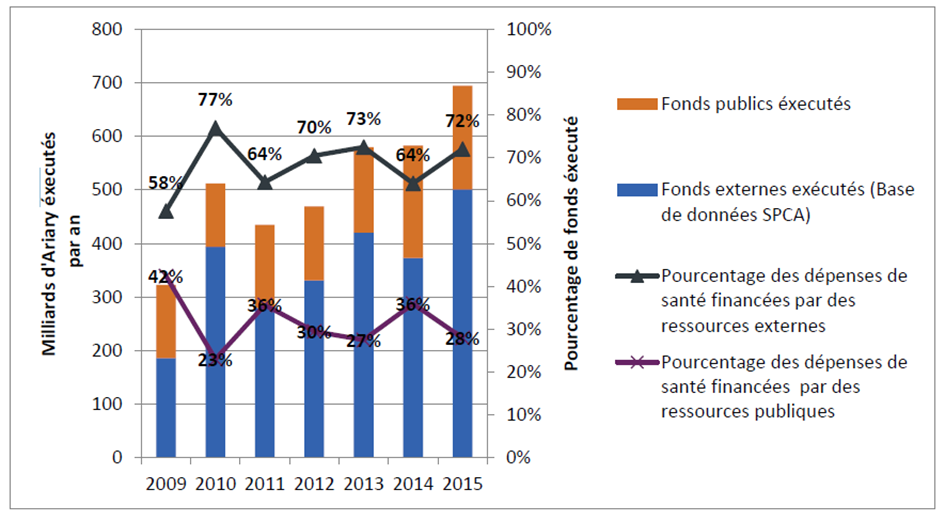 800
700
600
500
400
300
200
100
0
Milliards d'Ariary éxecutés
par an
58%
77%
64%
70%
73%
64%
72%
42%
23%
36%
30%
27%
36%
28%
2009 2010 2011 2012 2013 2014 2015
100%
90%
80%
70%
60%
50%
40%
30%
20%
10%
0%
Pourcentage de fonds éxecuté
Fonds publics éxecutés
Fonds externes exécutés (Base
de données SPCA)
Pourcentage des dépenses de
santé financées par des
ressources externes
Pourcentage des dépenses de
santé financées par des
ressources publiques